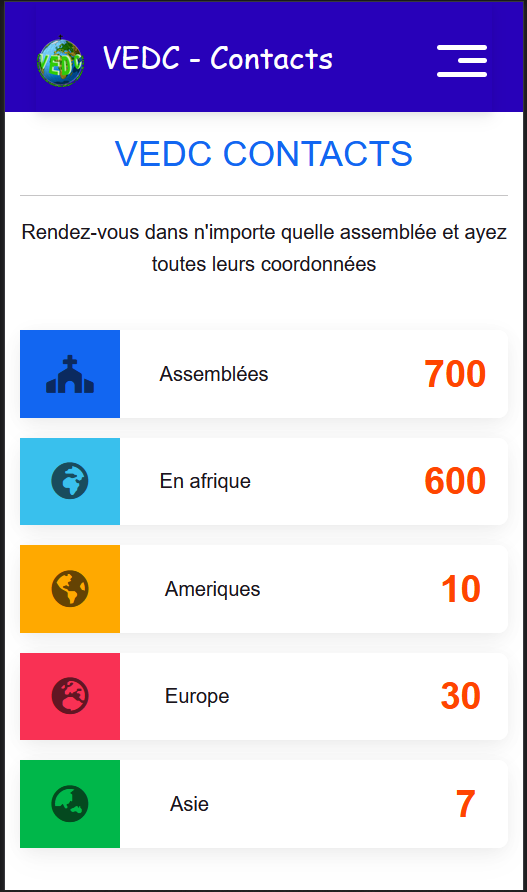 VEDC
VEDC - Contacts
VEDC CONTACTS
Rendez-vous dans n'importe quelle assemblée et ayez
toutes leurs coordonnées
Assemblées 700
En afrique 600
Ameriques 10
Europe 30
Asie 7